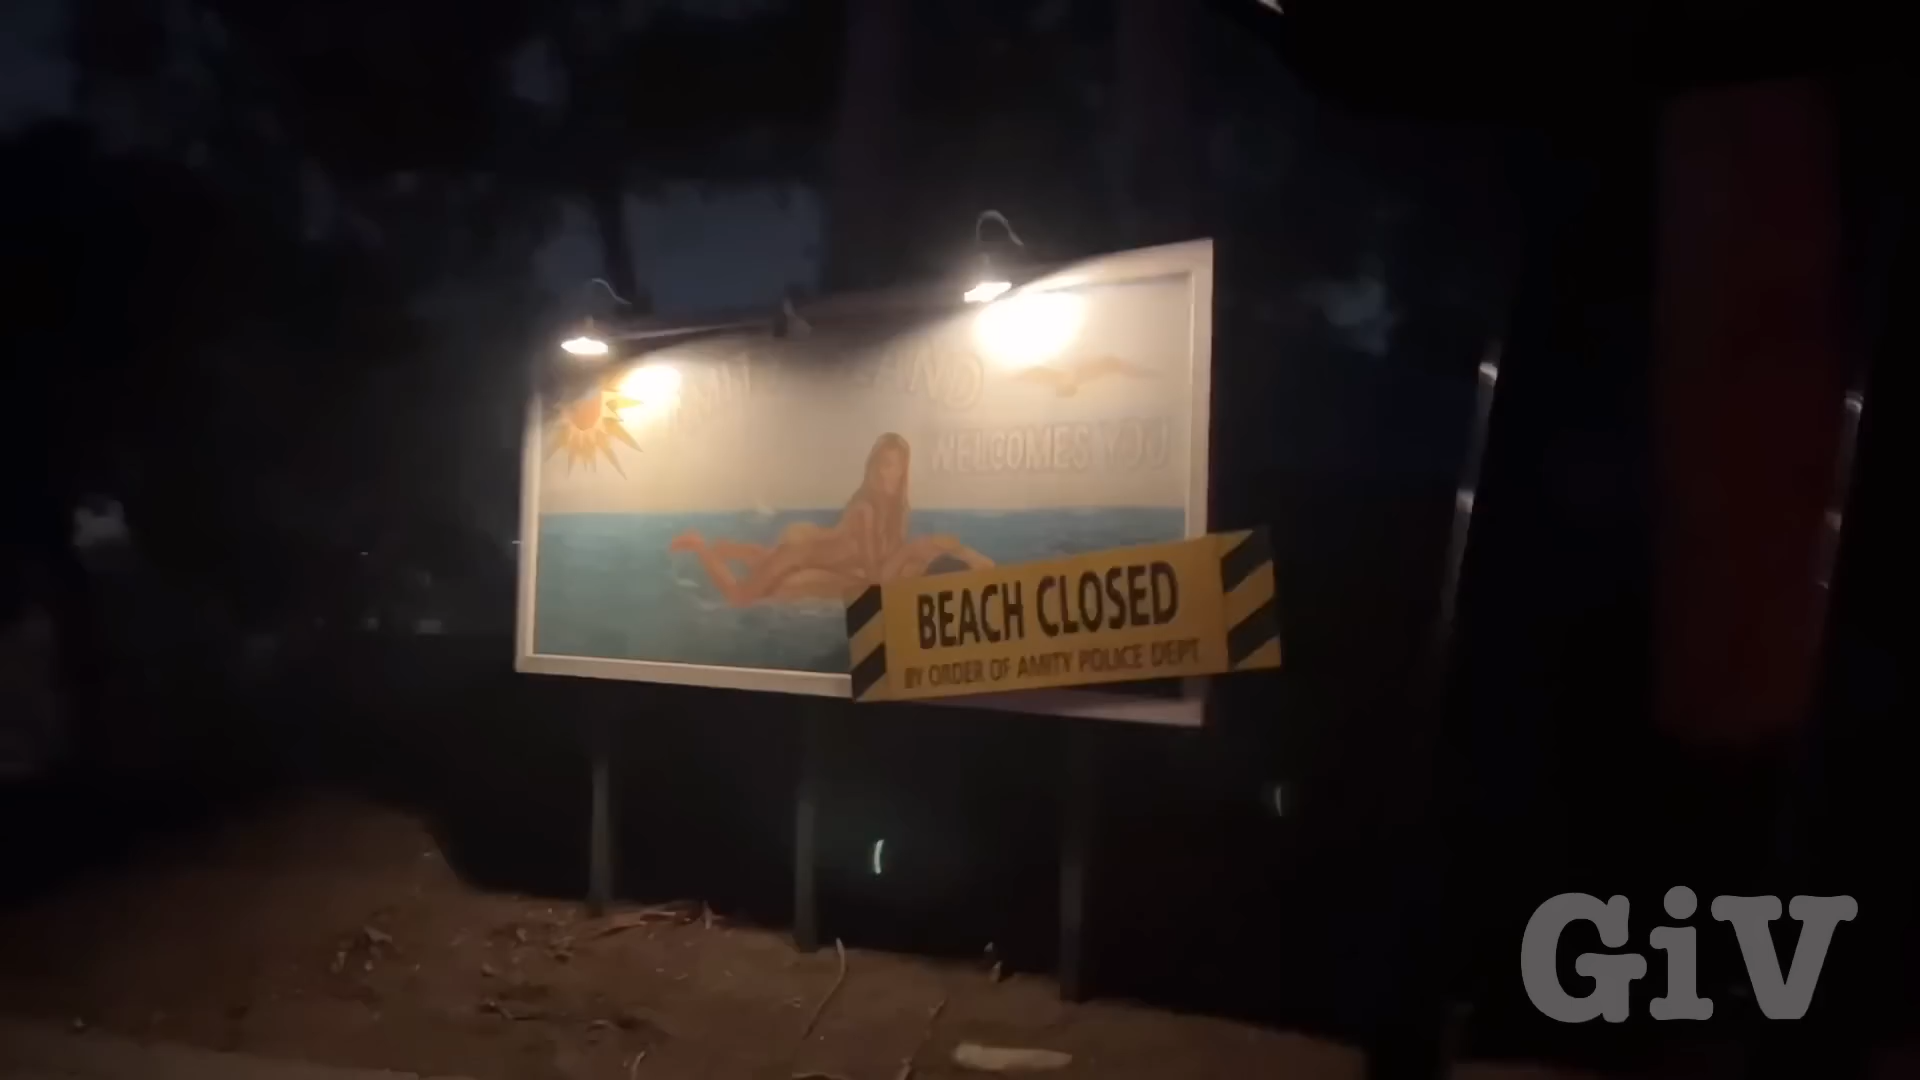 WELCOMES YOU
BEACH CLOSED
BY ORDER OF AMITY POLICE DEPT
GiV